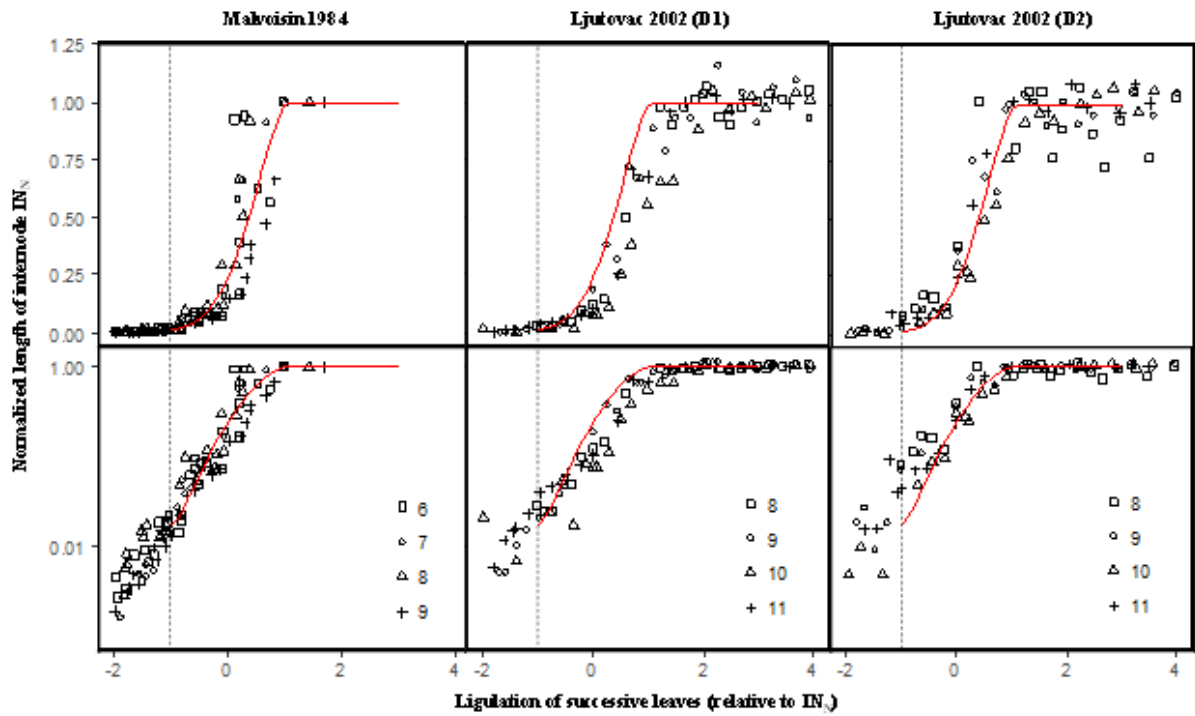 Malvoisin 1984
Ljutovac 2002 (D1)
Ljutovac 2002 (D2)
Normalized length of internode IN_N
1.25
1.00
0.75
0.50
0.25
0.00
1.00
0.01
6
7
8
9
8
9
10
11
8
9
10
11
-2 0 2 4
-2 0 2 4
-2 0 2 4
Ligulation of successive leaves (relative to IN_N)